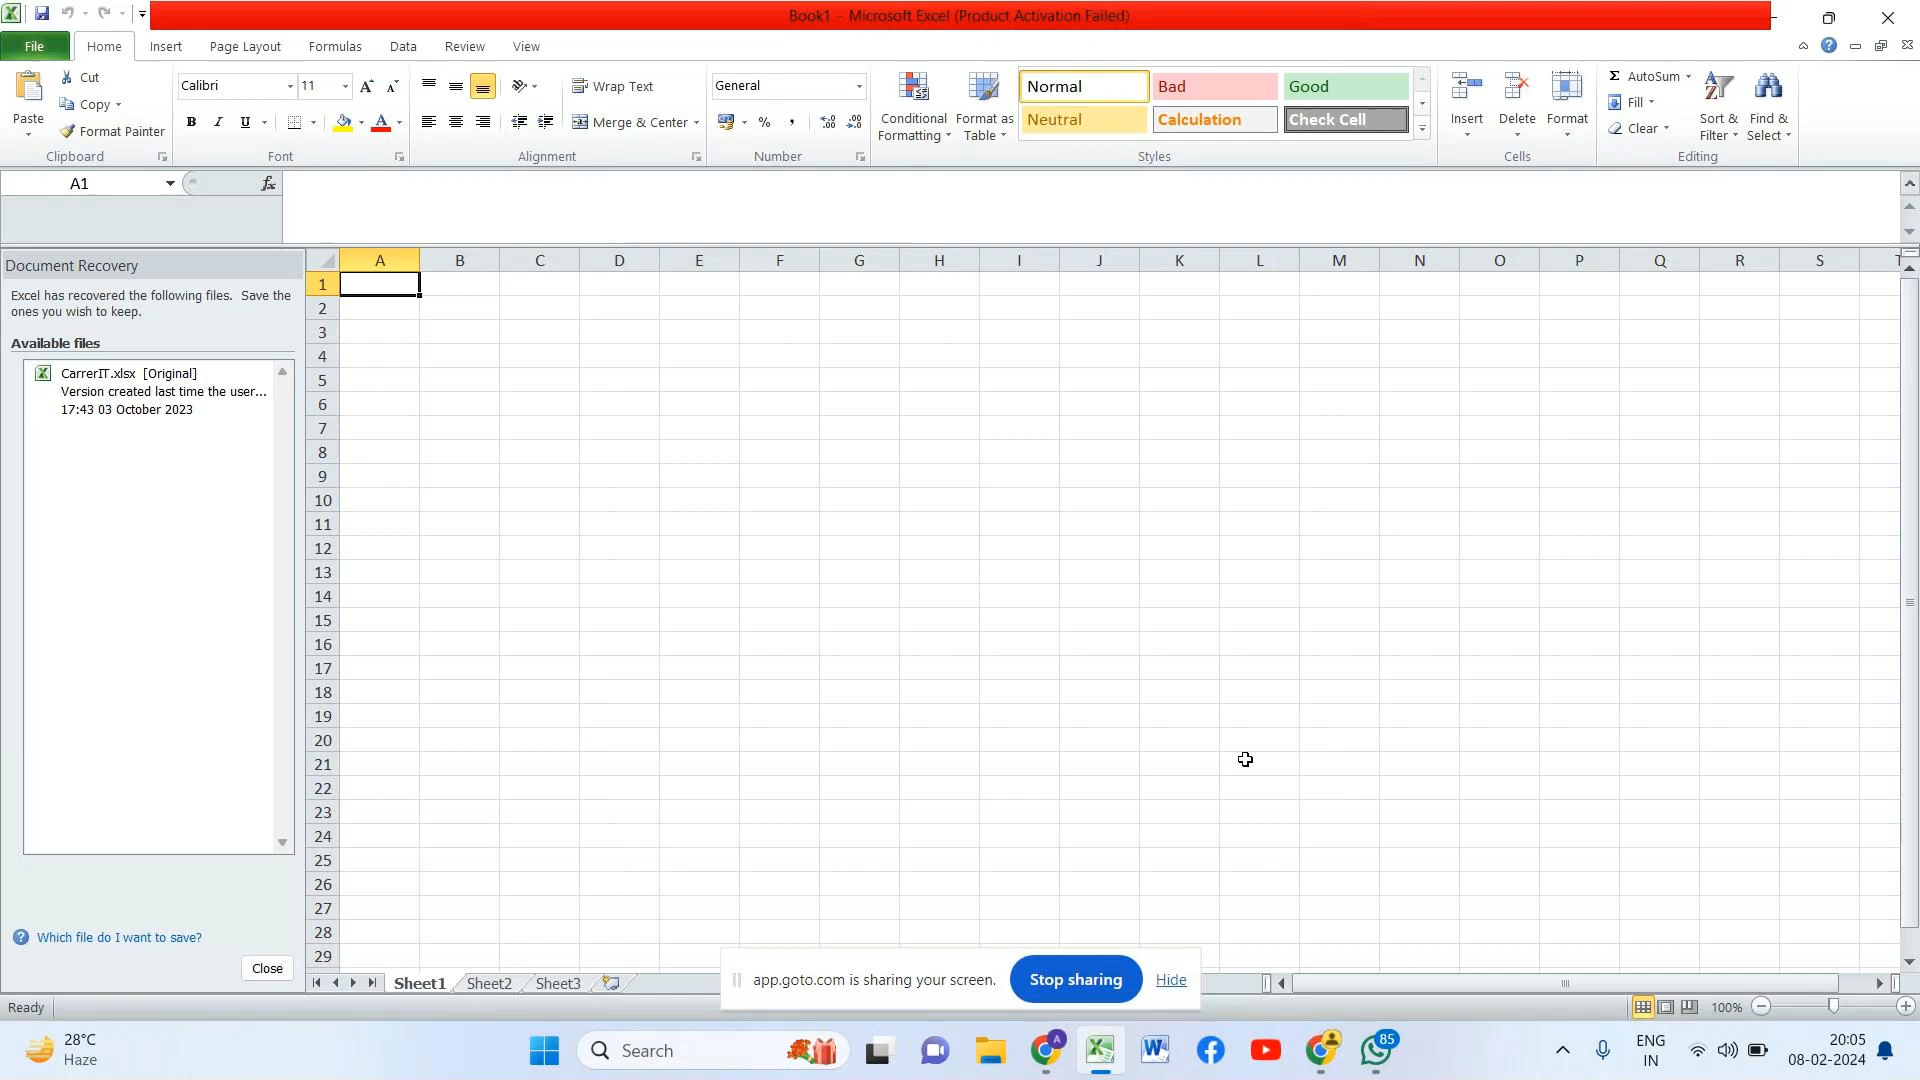 Book1 - Microsoft Excel (Product Activation Failed)
File Home Insert Page Layout Formulas Data Review View
Paste
Cut
Copy
Format Painter
Clipboard
Calibri 11
B I U A
Font
Wrap Text
Merge & Center
Alignment
General
% ,
Number
Conditional Formatting
Format as Table
Normal Bad Good
Neutral Calculation Check Cell
Styles
Insert Delete Format
Cells
Σ AutoSum
Fill
Clear
Sort & Filter
Find & Select
Editing
A1 fx
Document Recovery
Excel has recovered the following files. Save the
ones you wish to keep.
Available files
CarrerIT.xlsx [Original]
Version created last time the user...
17:43 03 October 2023
Which file do I want to save?
Close
A B C D E F G H I J K L M N O P Q R S T
1
2
3
4
5
6
7
8
9
10
11
12
13
14
15
16
17
18
19
20
21
22
23
24
25
26
27
28
29
Sheet1 Sheet2 Sheet3
app.goto.com is sharing your screen. Stop sharing Hide
Ready
100%
28°C
Haze
Search
A
85
ENG
IN
20:05
08-02-2024